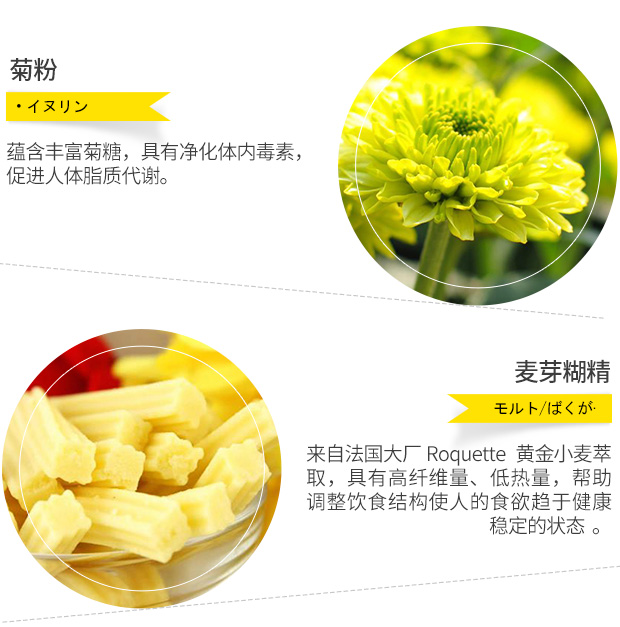 菊粉
・イヌリン
蕴含丰富菊糖，具有净化体内毒素，
促进人体脂质代谢。
麦芽糊精
モルト/ばくが·
来自法国大厂 Roquette 黄金小麦萃
取，具有高纤维量、低热量，帮助
调整饮食结构使人的食欲趋于健康
稳定的状态 。